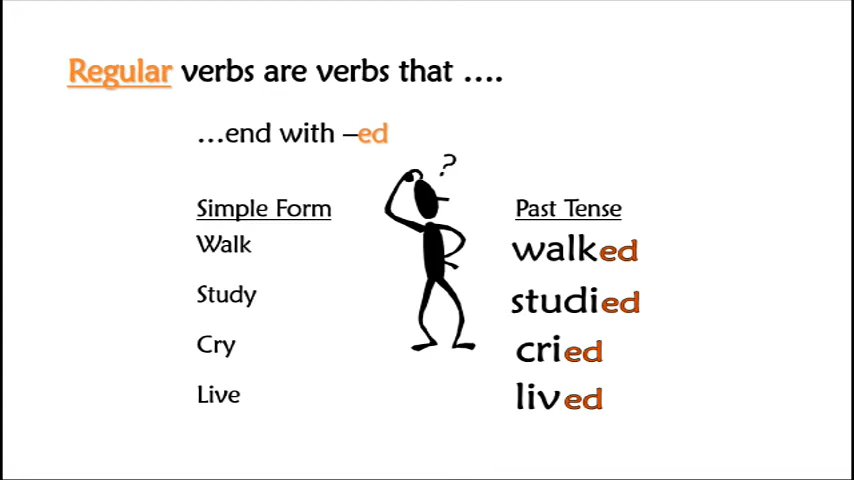 Regular verbs are verbs that ....
...end with –ed
?
Simple Form Past Tense
Walk walked
Study studied
Cry cried
Live lived